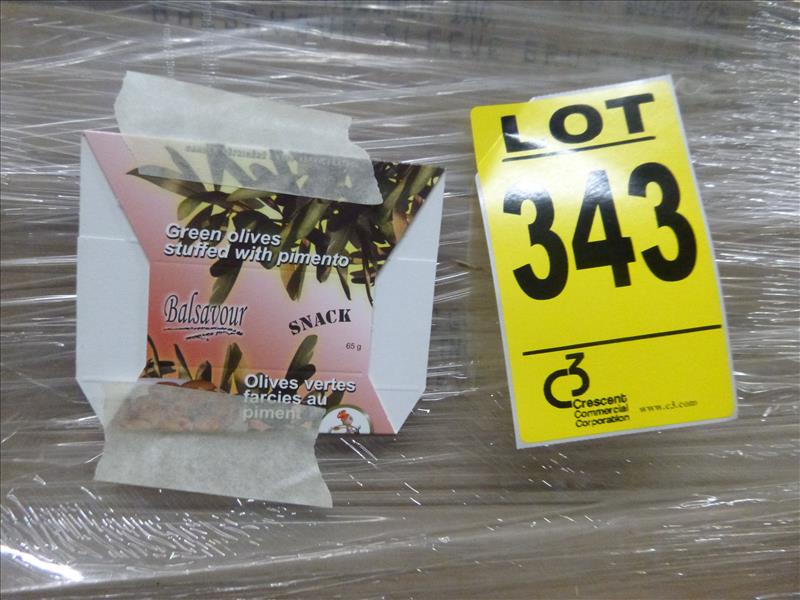 Green olives
stuffed with pimento
Balsavour
SNACK
65 g
Olives vertes
farcies au
piment
LOT
343
C3
Crescent
Commercial
Corporation
www.c3.com